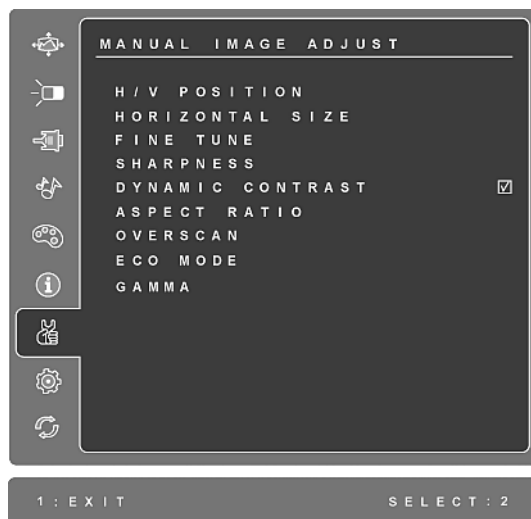 MANUAL IMAGE ADJUST
H/V POSITION
HORIZONTAL SIZE
FINE TUNE
SHARPNESS
DYNAMIC CONTRAST
ASPECT RATIO
OVERSCAN
ECO MODE
GAMMA
1:EXIT SELECT:2